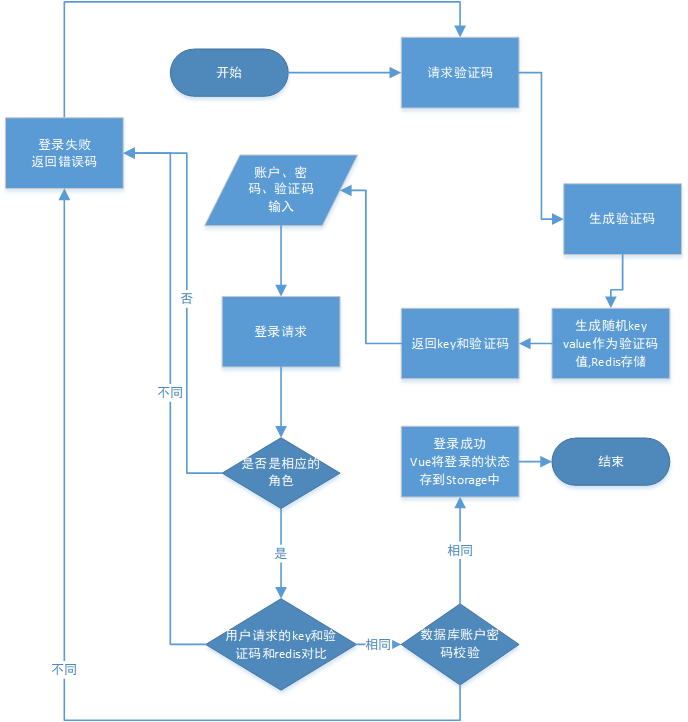 开始
请求验证码
登录失败
返回错误码
账户、密
码、验证码
输入
生成验证码
否
登录请求
返回key和验证码
生成随机key
value作为验证码
值,Redis存储
不同
是否是相应的
角色
登录成功
Vue将登录的状态
存到Storage中
结束
是
相同
用户请求的key和验
证码和redis对比
相同
数据库账户密
码校验
不同